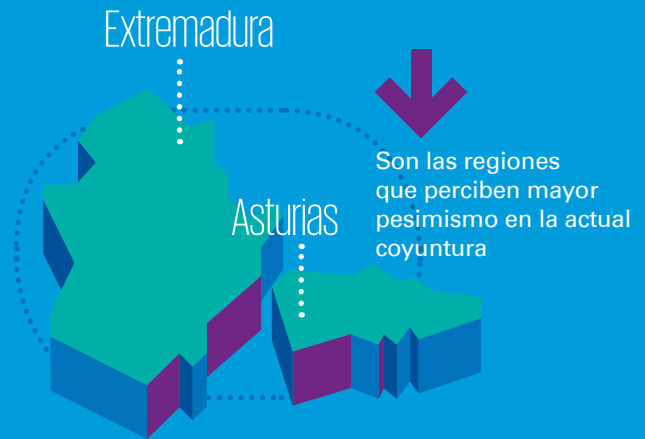 Extremadura
Asturias
Son las regiones
que perciben mayor
pesimismo en la actual
coyuntura